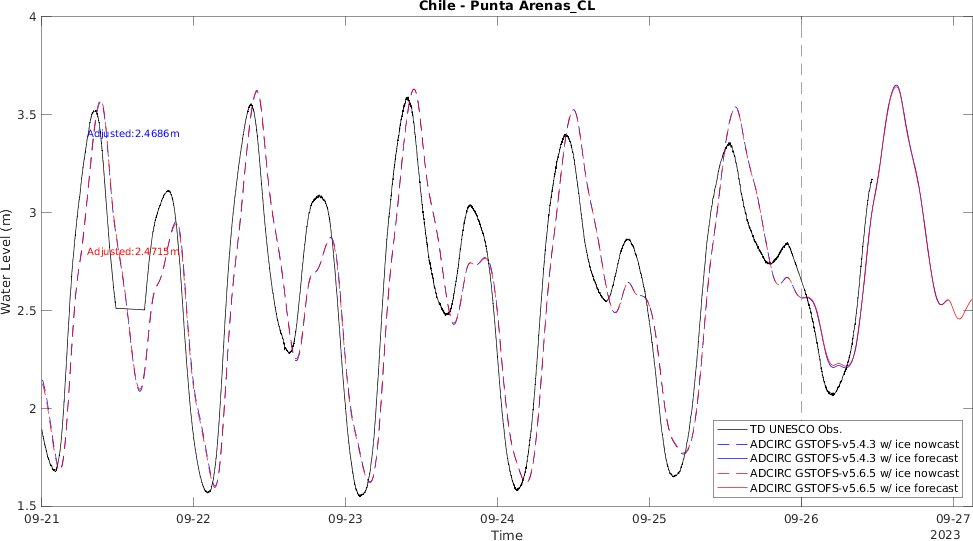 Chile - Punta Arenas_CL
4
3.5
3
2.5
2
1.5
Water Level (m)
Adjusted:2.4686m
Adjusted:2.4715m
TD UNESCO Obs.
ADCIRC GSTOFS-v5.4.3 w/ ice nowcast
ADCIRC GSTOFS-v5.4.3 w/ ice forecast
ADCIRC GSTOFS-v5.6.5 w/ ice nowcast
ADCIRC GSTOFS-v5.6.5 w/ ice forecast
09-21 09-22 09-23 09-24 09-25 09-26 09-27
Time
2023